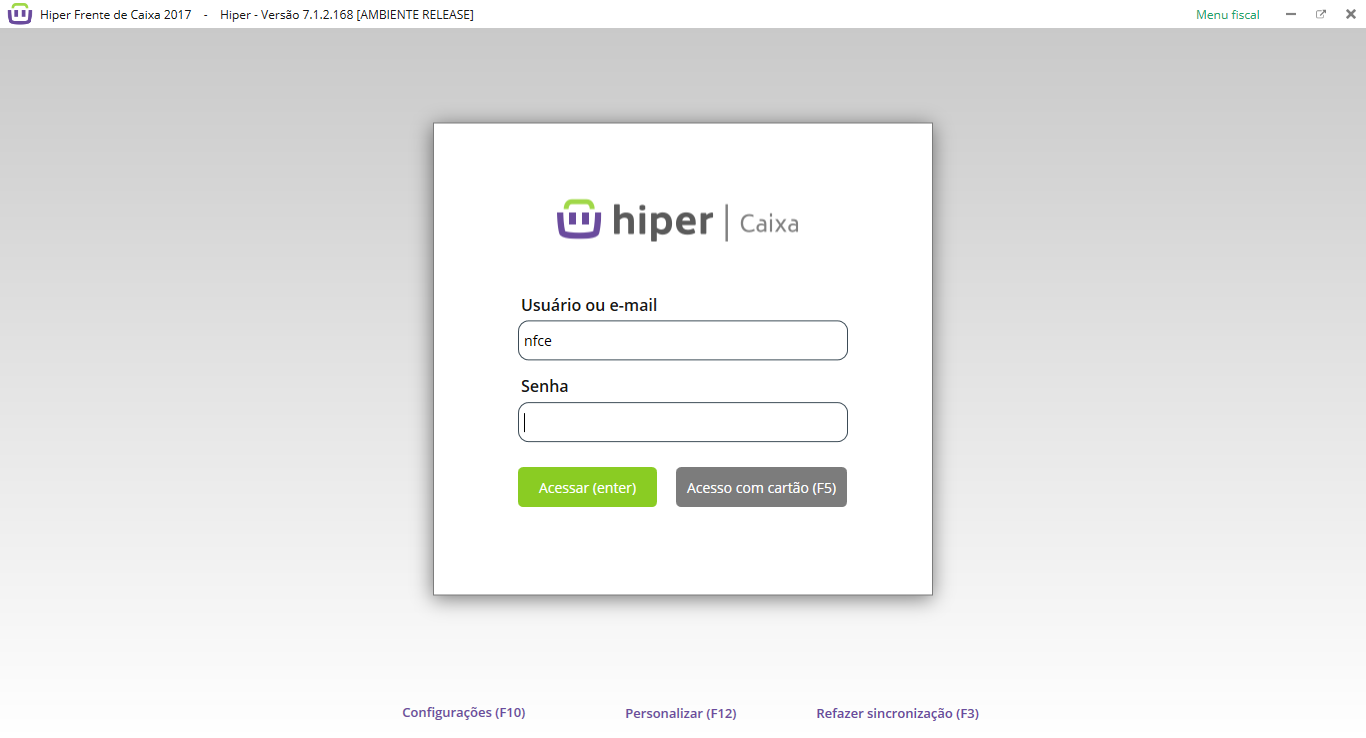 Hiper Frente de Caixa 2017 - Hiper - Versão 7.1.2.168 [AMBIENTE RELEASE] Menu fiscal
hiper | Caixa
Usuário ou e-mail
nfce
Senha
Acessar (enter) Acesso com cartão (F5)
Configurações (F10) Personalizar (F12) Refazer sincronização (F3)